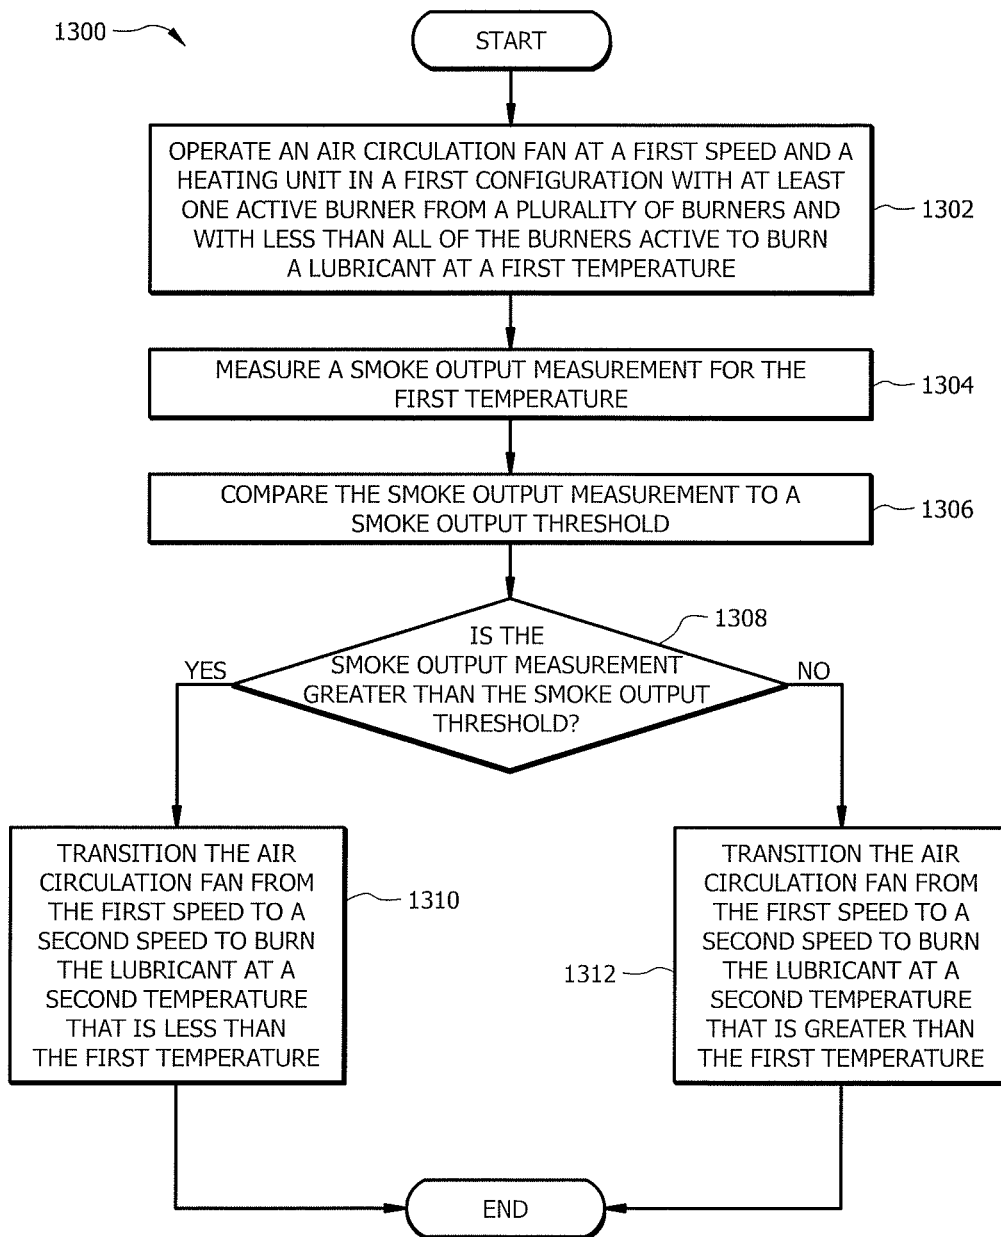 1300
START
OPERATE AN AIR CIRCULATION FAN AT A FIRST SPEED AND A
HEATING UNIT IN A FIRST CONFIGURATION WITH AT LEAST
ONE ACTIVE BURNER FROM A PLURALITY OF BURNERS AND
WITH LESS THAN ALL OF THE BURNERS ACTIVE TO BURN
A LUBRICANT AT A FIRST TEMPERATURE
1302
MEASURE A SMOKE OUTPUT MEASUREMENT FOR THE
FIRST TEMPERATURE
1304
COMPARE THE SMOKE OUTPUT MEASUREMENT TO A
SMOKE OUTPUT THRESHOLD
1306
IS THE
SMOKE OUTPUT MEASUREMENT
GREATER THAN THE SMOKE OUTPUT
THRESHOLD?
1308
YES
NO
TRANSITION THE AIR
CIRCULATION FAN FROM
THE FIRST SPEED TO A
SECOND SPEED TO BURN
THE LUBRICANT AT A
SECOND TEMPERATURE
THAT IS LESS THAN
THE FIRST TEMPERATURE
1310
TRANSITION THE AIR
CIRCULATION FAN FROM
THE FIRST SPEED TO A
SECOND SPEED TO BURN
THE LUBRICANT AT A
SECOND TEMPERATURE
THAT IS GREATER THAN
THE FIRST TEMPERATURE
1312
END